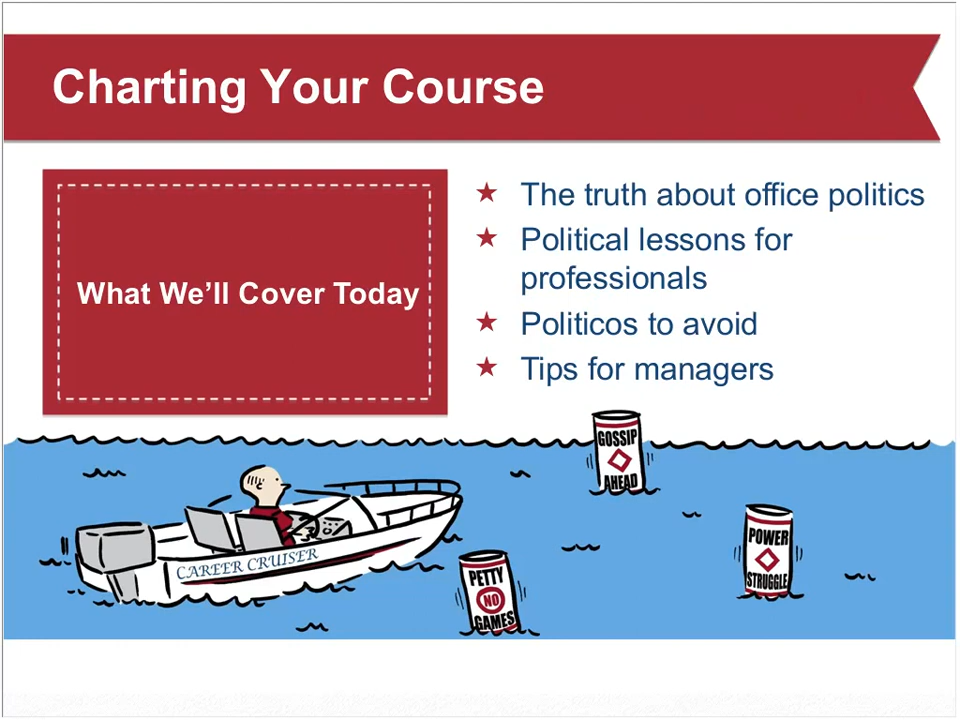 Charting Your Course
What We’ll Cover Today
The truth about office politics
Political lessons for
professionals
Politicos to avoid
Tips for managers
GOSSIP
AHEAD
POWER
STRUGGLE
CAREER CRUISER
PETTY
NO
GAMES